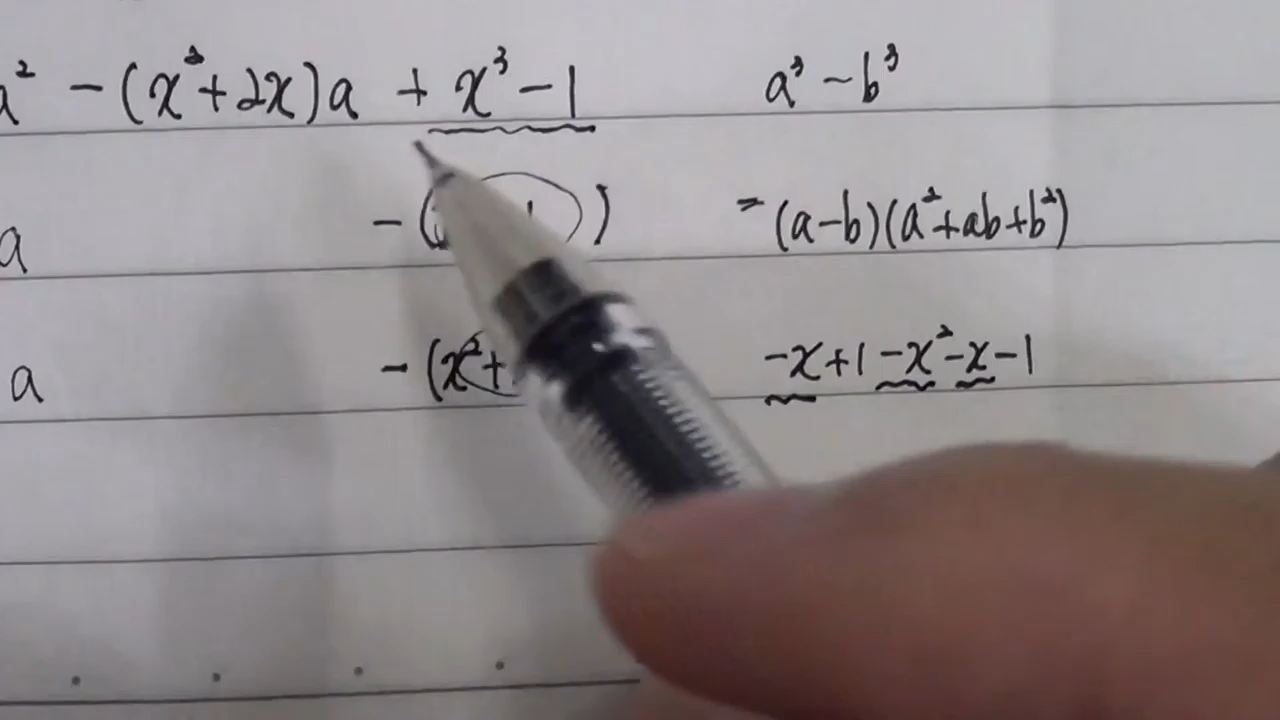 a² - (x²+2x)a + x³-1 a³-b³
a -( ) =(a-b)(a²+ab+b²)
a -(x²+ -x+1-x²-x-1